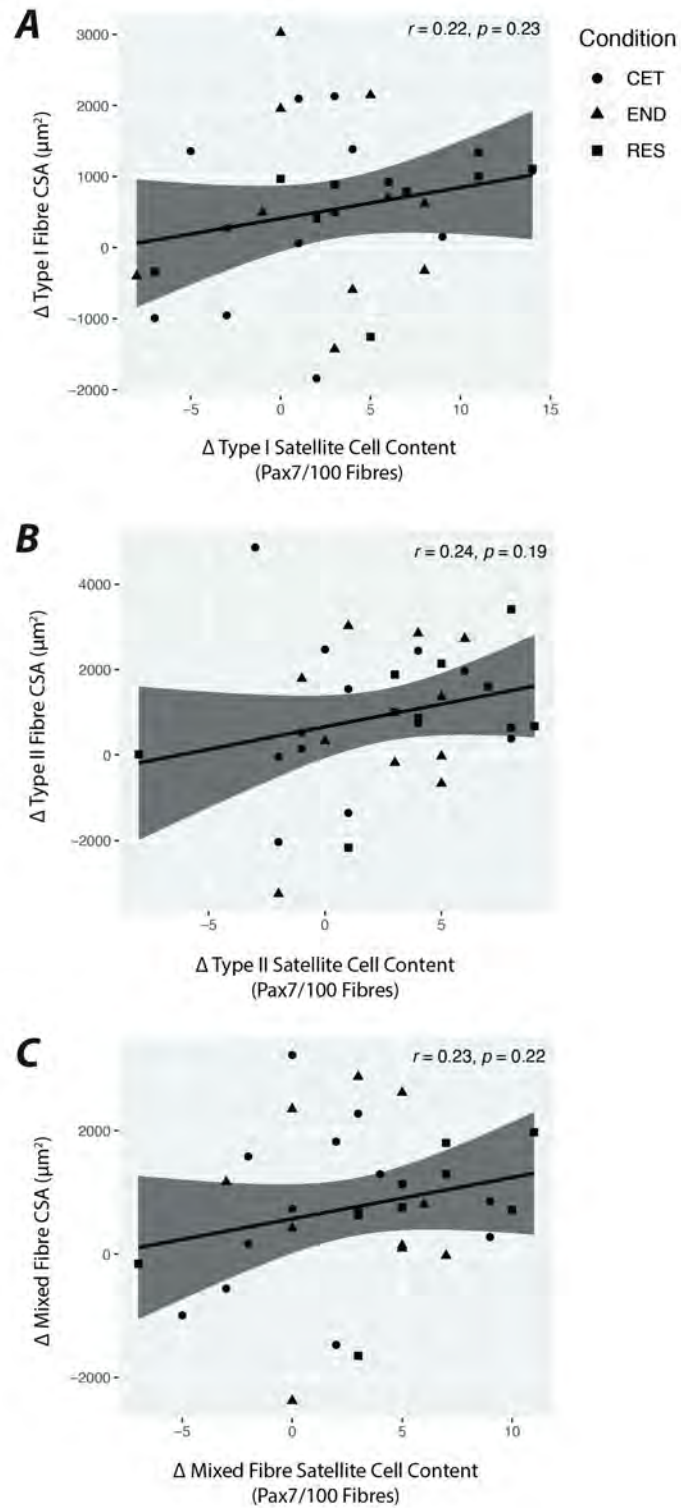 A
r = 0.22, p = 0.23
Condition
CET
END
RES
3000
2000
1000
0
−1000
−2000
Δ Type I Fibre CSA (μm²)
−5
0
5
10
15
Δ Type I Satellite Cell Content
(Pax7/100 Fibres)
B
r = 0.24, p = 0.19
4000
2000
0
−2000
Δ Type II Fibre CSA (μm²)
−5
0
5
Δ Type II Satellite Cell Content
(Pax7/100 Fibres)
C
r = 0.23, p = 0.22
2000
0
−2000
Δ Mixed Fibre CSA (μm²)
−5
0
5
10
Δ Mixed Fibre Satellite Cell Content
(Pax7/100 Fibres)